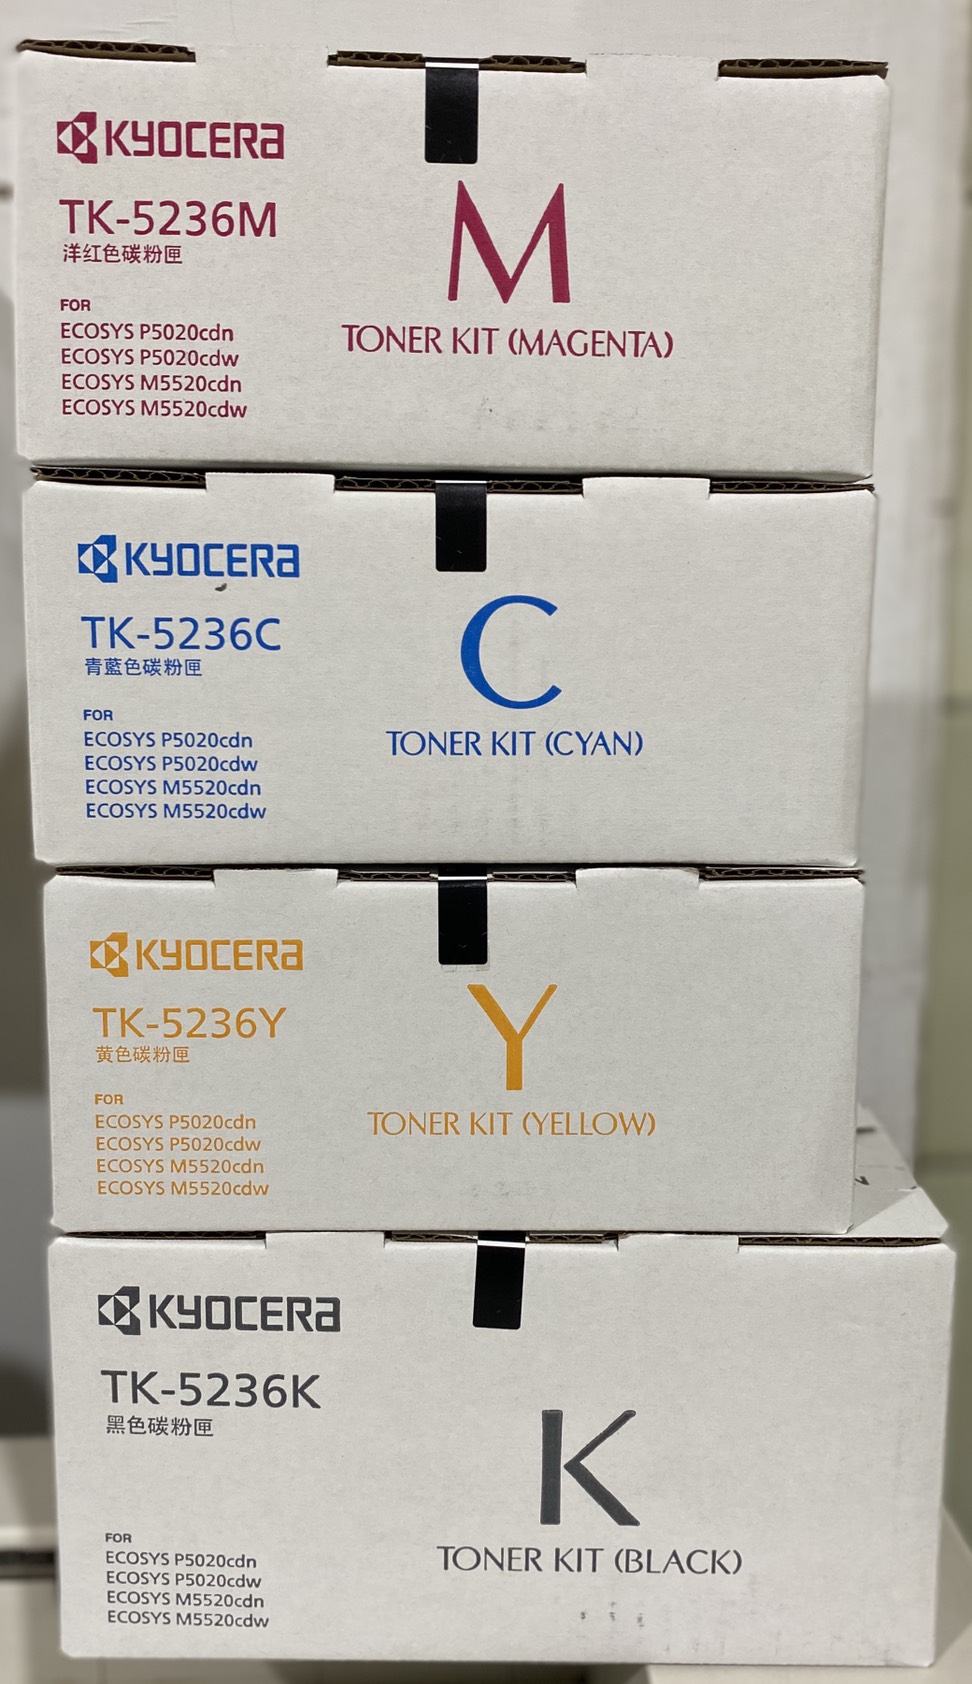 KYOCERA
TK-5236M
洋红色碳粉匣
FOR
ECOSYS P5020cdn
ECOSYS P5020cdw
ECOSYS M5520cdn
ECOSYS M5520cdw
M
TONER KIT (MAGENTA)
KYOCERA
TK-5236C
青藍色碳粉匣
FOR
ECOSYS P5020cdn
ECOSYS P5020cdw
ECOSYS M5520cdn
ECOSYS M5520cdw
C
TONER KIT (CYAN)
KYOCERA
TK-5236Y
黄色碳粉匣
FOR
ECOSYS P5020cdn
ECOSYS P5020cdw
ECOSYS M5520cdn
ECOSYS M5520cdw
Y
TONER KIT (YELLOW)
KYOCERA
TK-5236K
黑色碳粉匣
FOR
ECOSYS P5020cdn
ECOSYS P5020cdw
ECOSYS M5520cdn
ECOSYS M5520cdw
K
TONER KIT (BLACK)